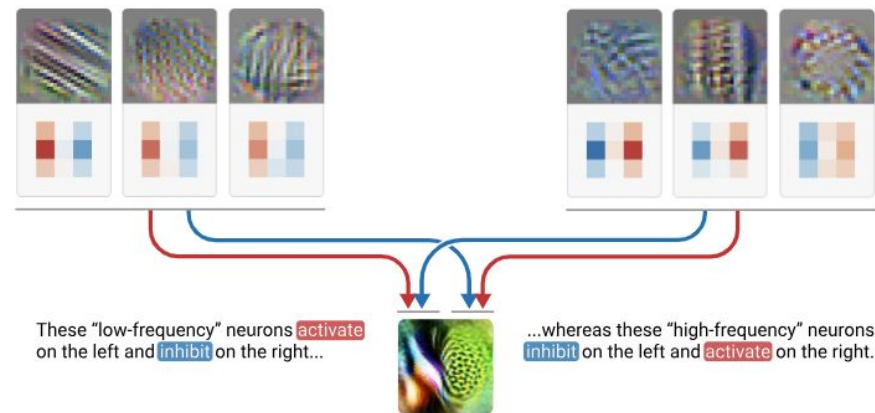 These “low-frequency” neurons activate
on the left and inhibit on the right...
...whereas these “high-frequency” neurons
inhibit on the left and activate on the right.